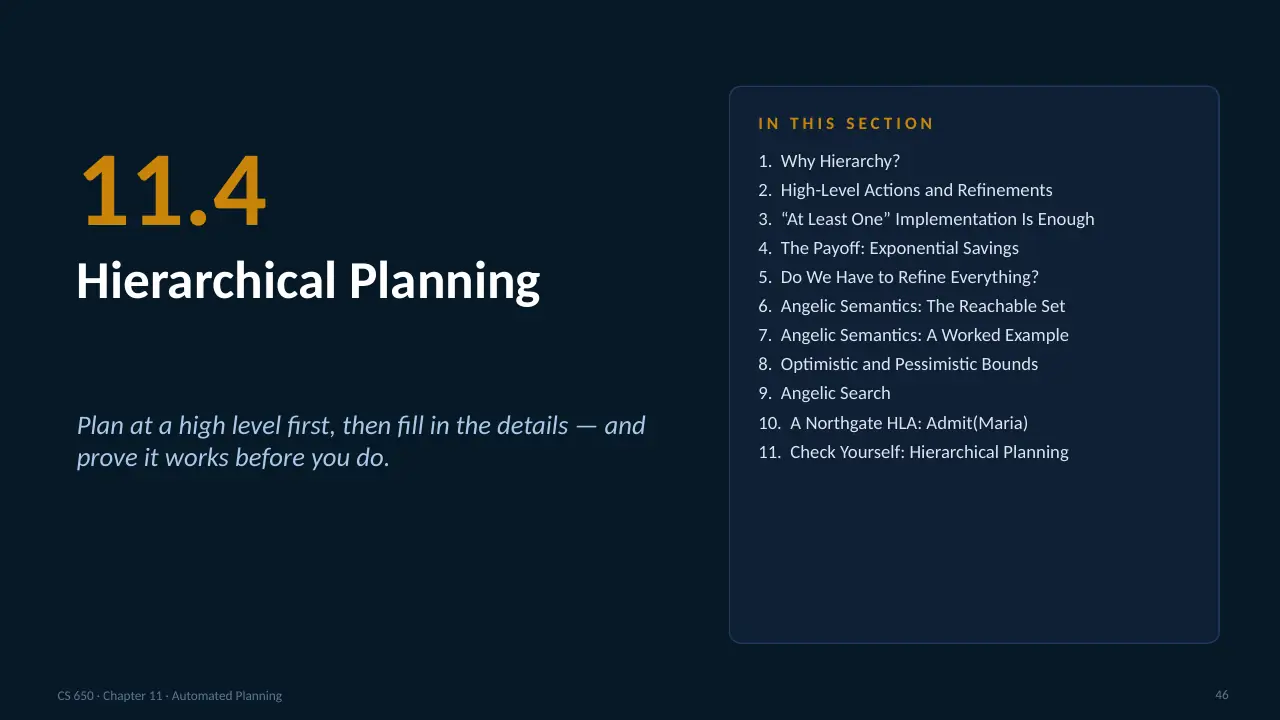 11.4
Hierarchical Planning
Plan at a high level first, then fill in the details — and
prove it works before you do.
IN THIS SECTION
1. Why Hierarchy?
2. High-Level Actions and Refinements
3. “At Least One” Implementation Is Enough
4. The Payoff: Exponential Savings
5. Do We Have to Refine Everything?
6. Angelic Semantics: The Reachable Set
7. Angelic Semantics: A Worked Example
8. Optimistic and Pessimistic Bounds
9. Angelic Search
10. A Northgate HLA: Admit(Maria)
11. Check Yourself: Hierarchical Planning
CS 650 · Chapter 11 · Automated Planning
46